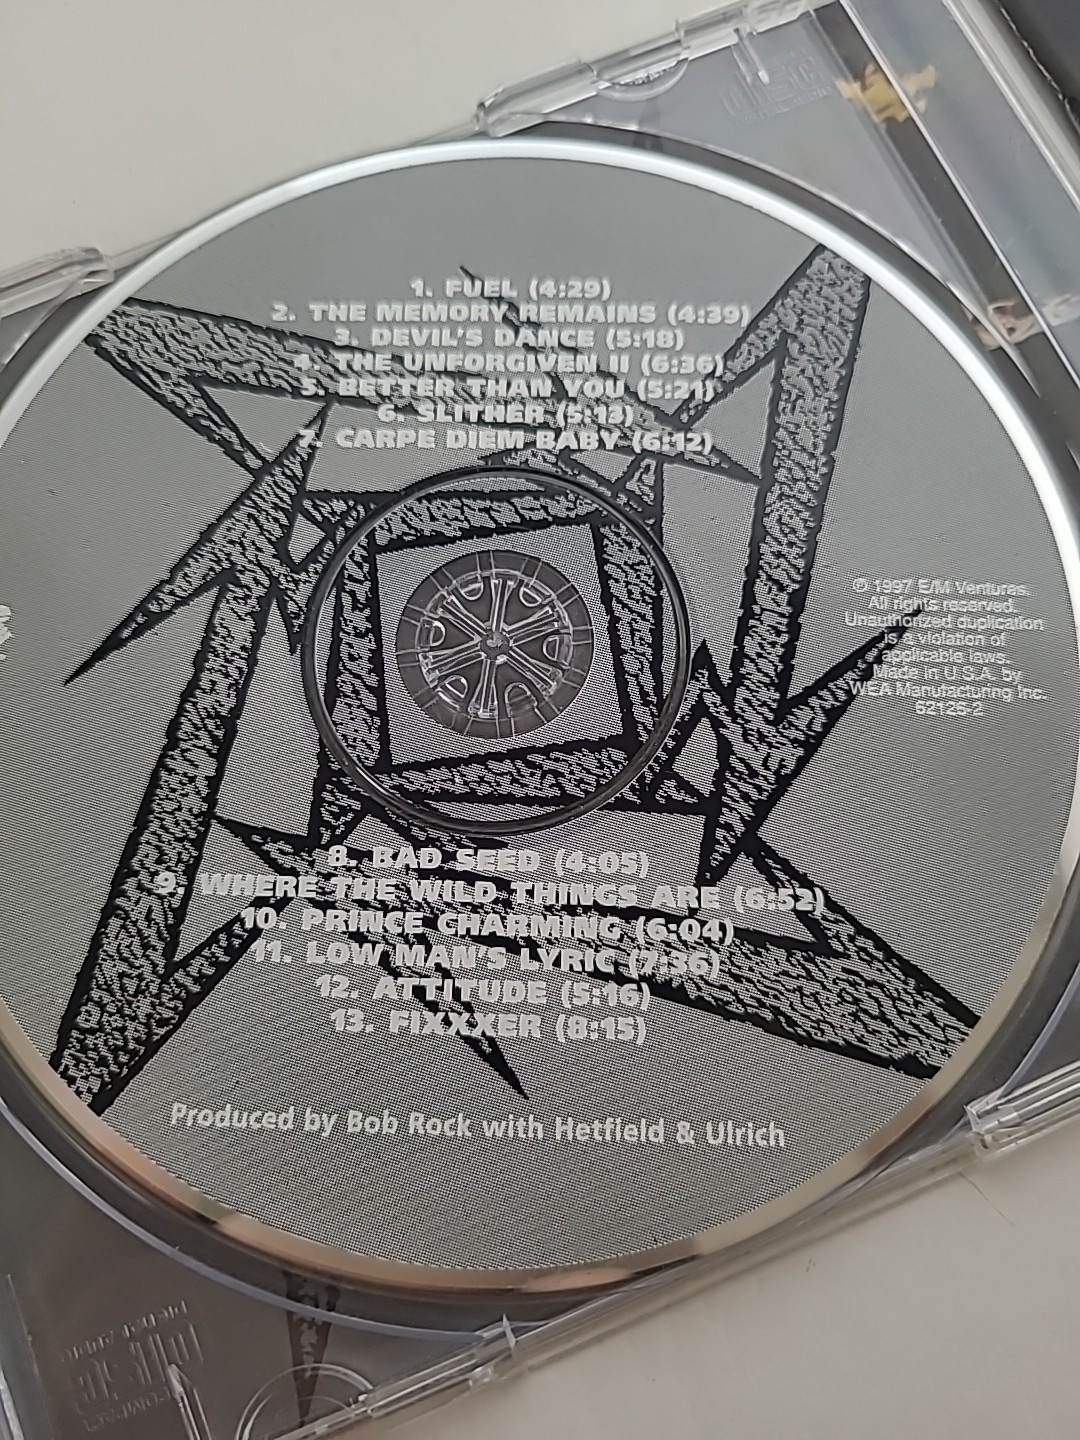 1. FUEL (4:29)
2. THE MEMORY REMAINS (4:39)
3. DEVIL'S DANCE (5:18)
4. THE UNFORGIVEN II (6:36)
5. BETTER THAN YOU (5:21)
6. SLITHER (5:13)
7. CARPE DIEM BABY (6:12)
℗ 1997 E/M Ventures.
All rights reserved.
Unauthorized duplication
is a violation of
applicable laws.
Made in U.S.A. by
WEA Manufacturing Inc.
62126-2
8. BAD SEED (4:05)
9. WHERE THE WILD THINGS ARE (6:52)
10. PRINCE CHARMING (6:04)
11. LOW MAN'S LYRIC (7:36)
12. ATTITUDE (5:16)
13. FIXXXER (8:15)
Produced by Bob Rock with Hetfield & Ulrich
COMPACT
disc
DIGITAL AUDIO